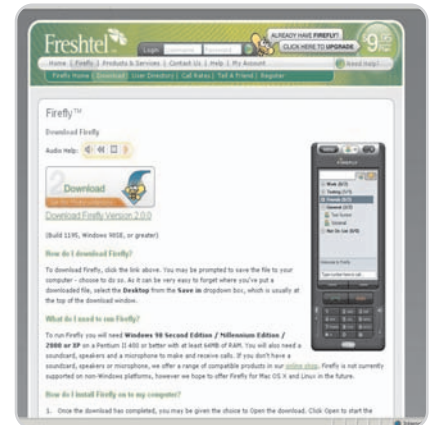 Freshtel
ALREADY HAVE FIREFLY?
CLICK HERE TO UPGRADE
$9.95
Login Username Password
Home | Firefly | Products & Services | Contact Us | Help | My Account
Need Help?
Firefly Home | Download | User Directory | Call Rates | Tell A Friend | Register
Firefly™
Download Firefly
Audio Help:
2 Download
Download Firefly Version 2.0.0
(Build 1195, Windows 98SE, or greater)
How do I download Firefly?
To download Firefly, click the link above. You may be prompted to save the file to your
computer - choose to do so. As it can be very easy to forget where you've put a
downloaded file, select the Desktop from the Save in dropbox box, which is usually at
the top of the download window.
What do I need to run Firefly?
To run Firefly you will need Windows 98 Second Edition / Millennium Edition /
2000 or XP on a Pentium II 400 or better with at least 64MB of RAM. You will also need a
soundcard, speakers and a microphone to make and receive calls. If you don't have a
soundcard, speakers or microphone, we offer a range of compatible products in our online shop. Firefly is not currently
supported on non-Windows platforms, however we hope to offer Firefly for Mac OS X and Linux in the future.
How do I install Firefly on to my computer?
1. Once the download has completed, you may be given the choice to Open the download. Click Open to start the